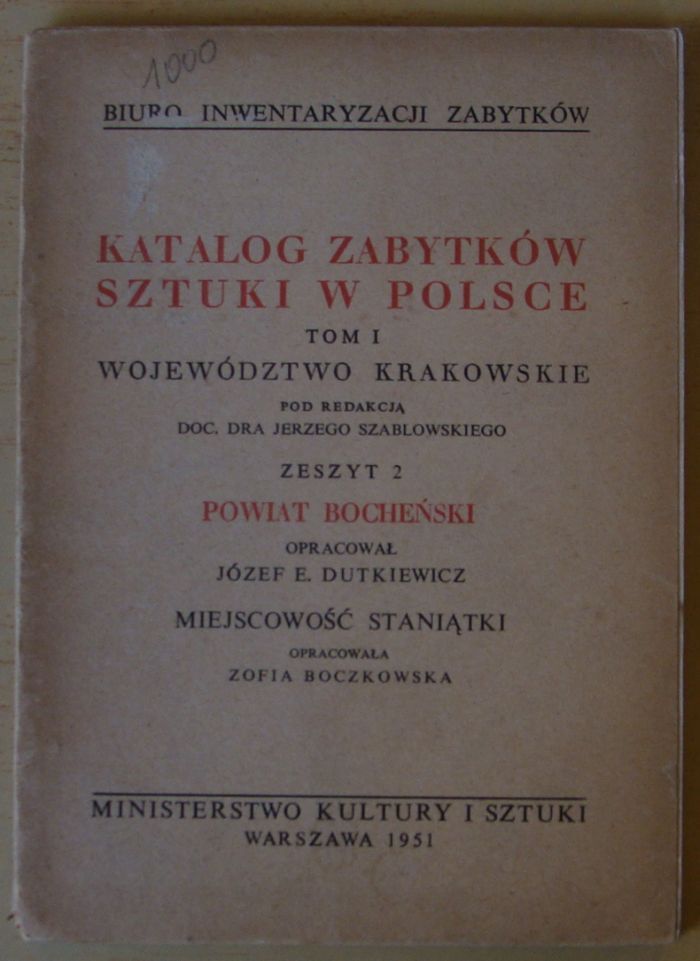 1000
BIURO INWENTARYZACJI ZABYTKÓW
KATALOG ZABYTKÓW
SZTUKI W POLSCE
TOM I
WOJEWÓDZTWO KRAKOWSKIE
POD REDAKCJĄ
DOC. DRA JERZEGO SZABLOWSKIEGO
ZESZYT 2
POWIAT BOCHEŃSKI
OPRACOWAŁ
JÓZEF E. DUTKIEWICZ
MIEJSCOWOŚĆ STANIĄTKI
OPRACOWAŁA
ZOFIA BOCZKOWSKA
MINISTERSTWO KULTURY I SZTUKI
WARSZAWA 1951